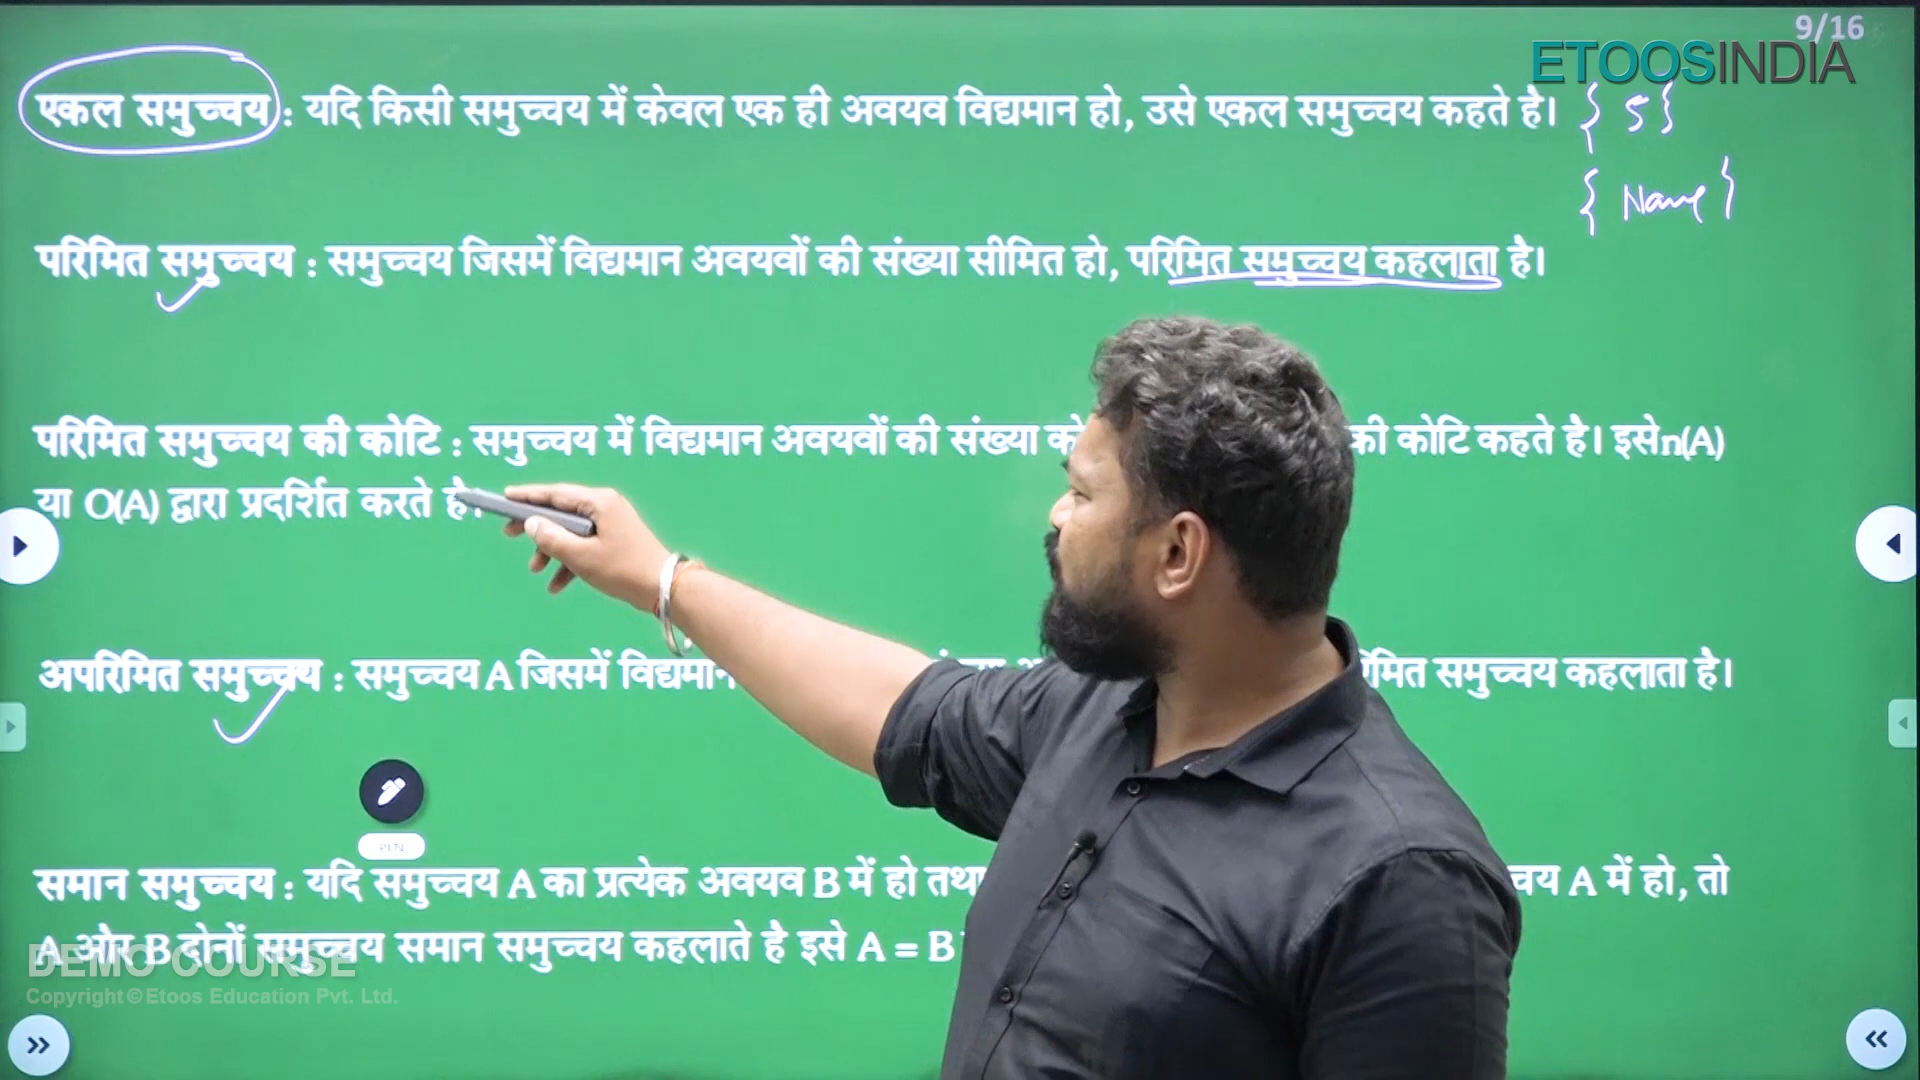 9/16
ETOOSINDIA
एकल समुच्चय : यदि किसी समुच्चय में केवल एक ही अवयव विद्यमान हो, उसे एकल समुच्चय कहते है। { 5 }
{ Name }
परिमित समुच्चय : समुच्चय जिसमें विद्यमान अवयवों की संख्या सीमित हो, परिमित समुच्चय कहलाता है।
परिमित समुच्चय की कोटि : समुच्चय में विद्यमान अवयवों की संख्या को की कोटि कहते है। इसे n(A)
या O(A) द्वारा प्रदर्शित करते है।
अपरिमित समुच्चय : समुच्चय A जिसमें विद्यमान समुच्चय कहलाता है।
PEN
समान समुच्चय : यदि समुच्चय A का प्रत्येक अवयव B में हो तथा A में हो, तो
A और B दोनों समुच्चय समान समुच्चय कहलाते है इसे A = B
DEMO COURSE
Copyright © Etoos Education Pvt. Ltd.